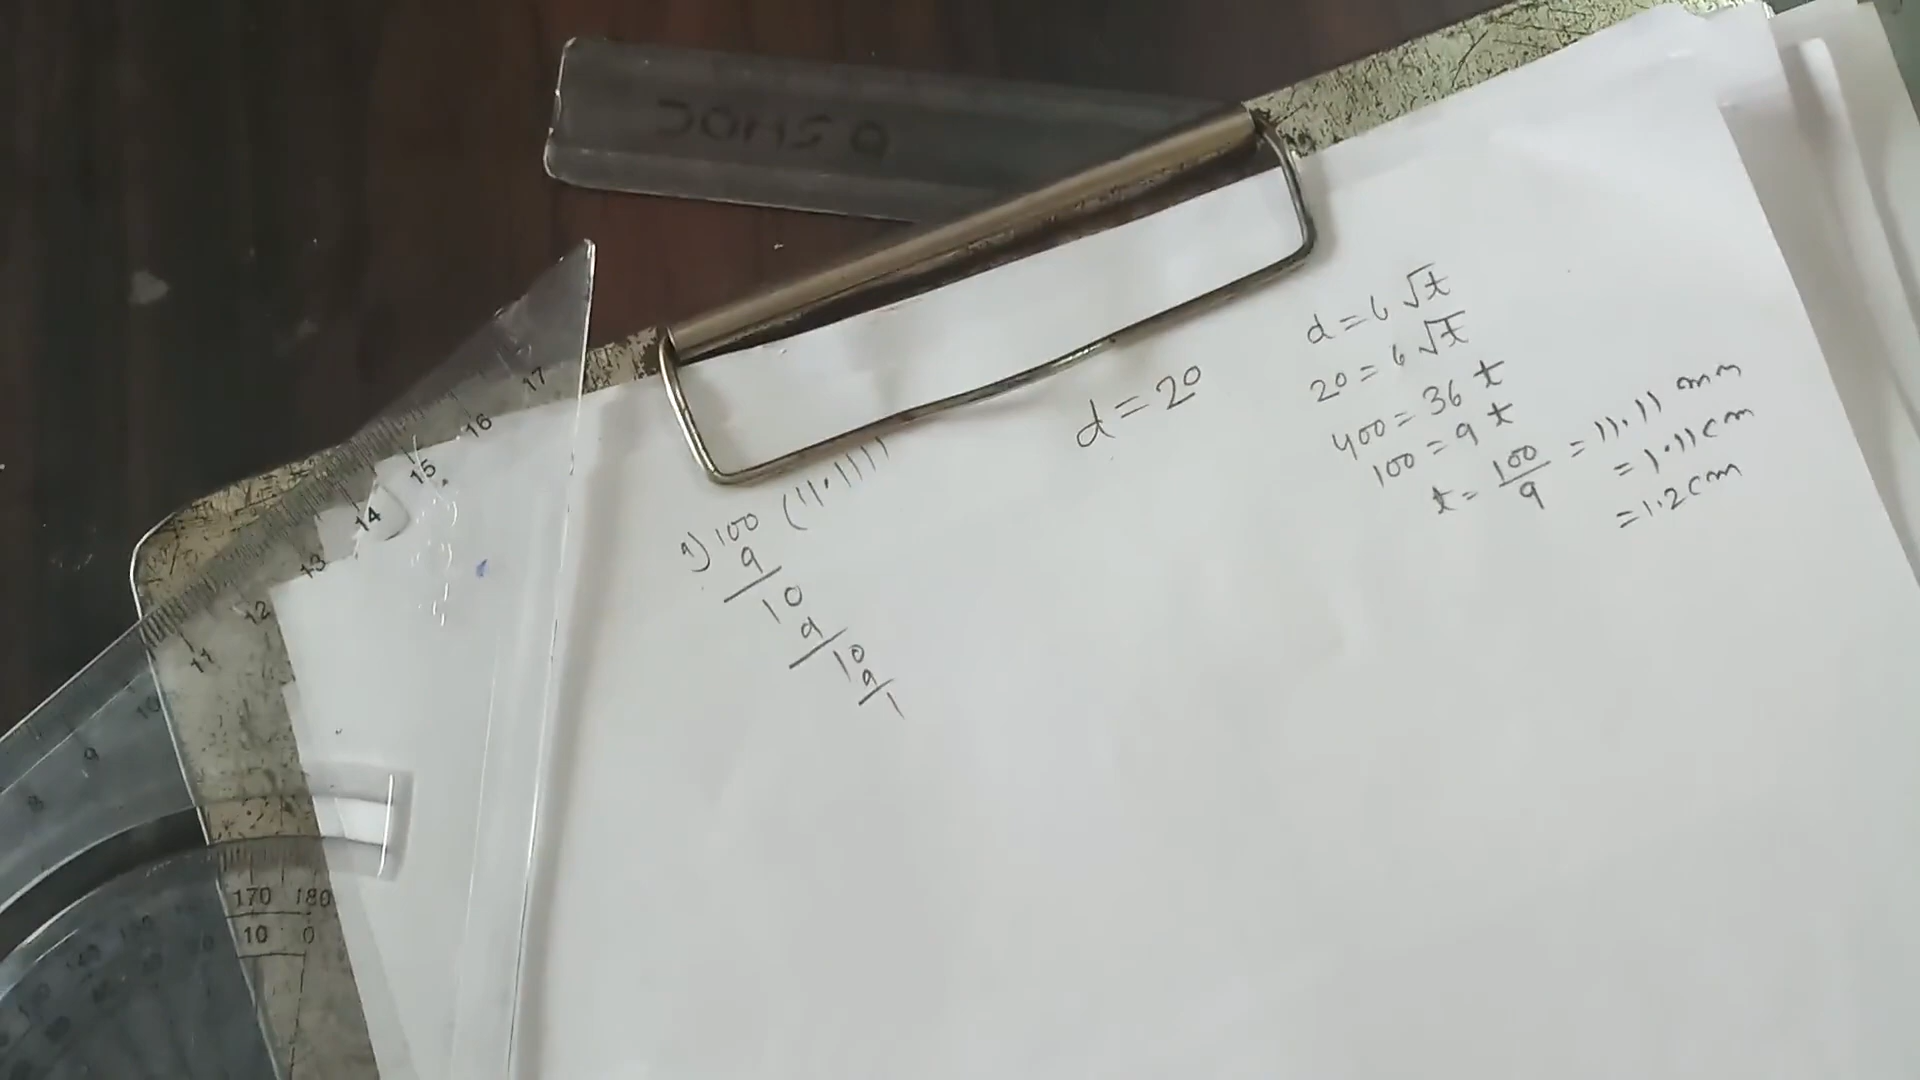 d = 20
d = 6 √t
20 = 6 √t
400 = 36 t
100 = 9 t
t = 100/9 = 11.11 mm
= 1.11 cm
= 1.2 cm
9) 100 (11.1111
9
10
9
10
9
1
17
16
15
14
13
12
11
10
9
8
170 180
10 0